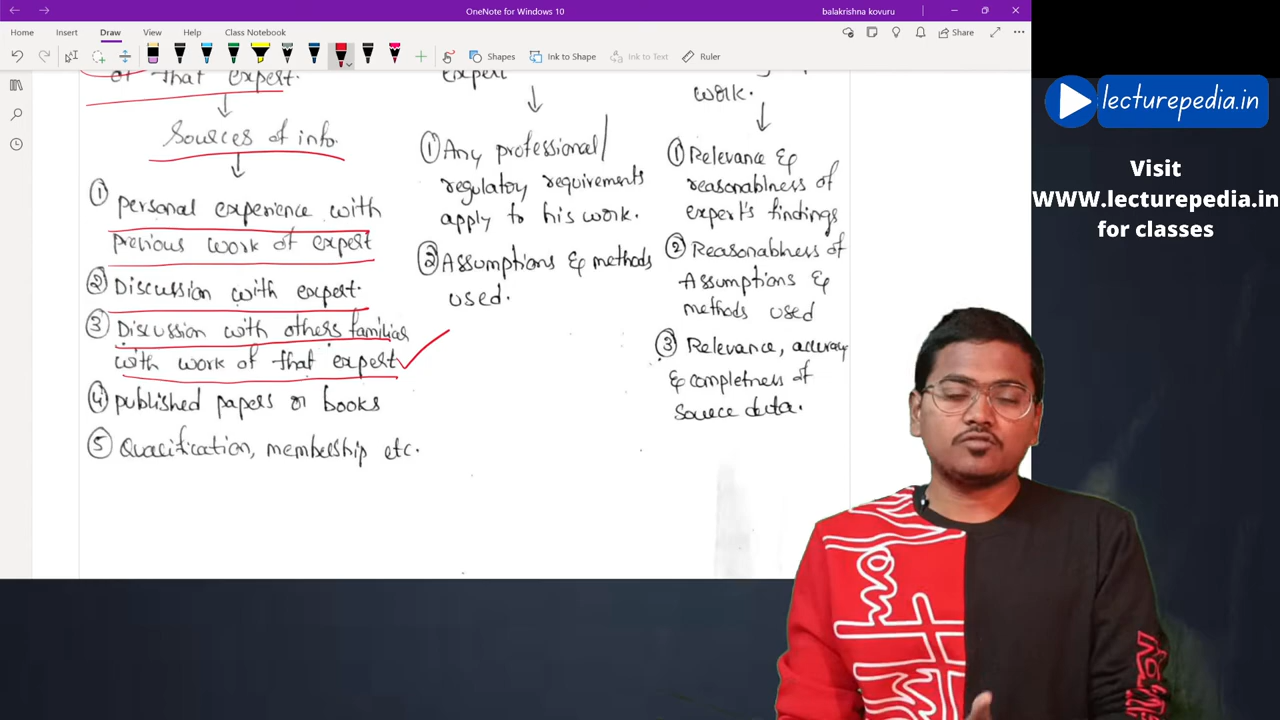 OneNote for Windows 10
balakrishna kovuru
Home Insert Draw View Help Class Notebook
Share
Shapes Ink to Shape Ink to Text Ruler
of that expert.
Sources of info.
① personal experience with
previous work of expert
② Discussion with expert.
③ Discussion with others familiar
with work of that expert
④ published papers or books
⑤ Qualification, membership etc.
expert
① Any professional/
regulatory requirements
apply to his work.
② Assumptions & methods
used.
work.
① Relevance &
reasonablness of
expert's findings
② Reasonabhess of
Assumptions &
methods used
③ Relevance, accuracy
& completness of
Source data.
lecturepedia.in
Visit
WWW.lecturepedia.in
for classes